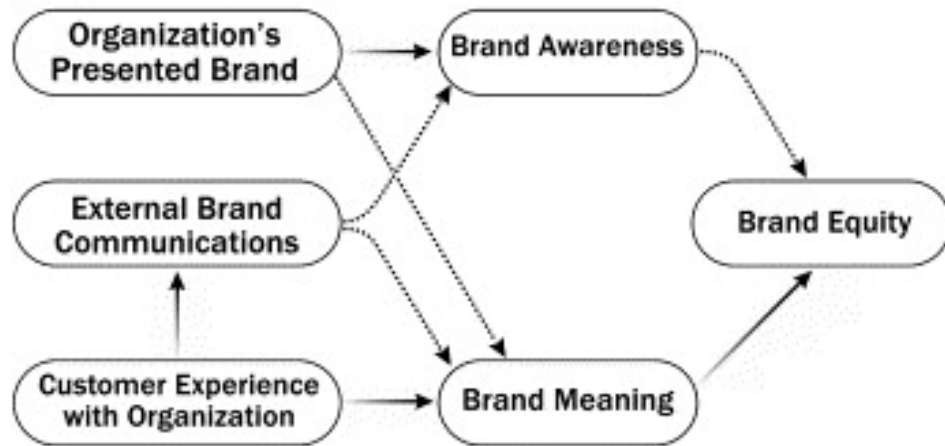 Organization's
Presented Brand
Brand Awareness
External Brand
Communications
Brand Equity
Customer Experience
with Organization
Brand Meaning